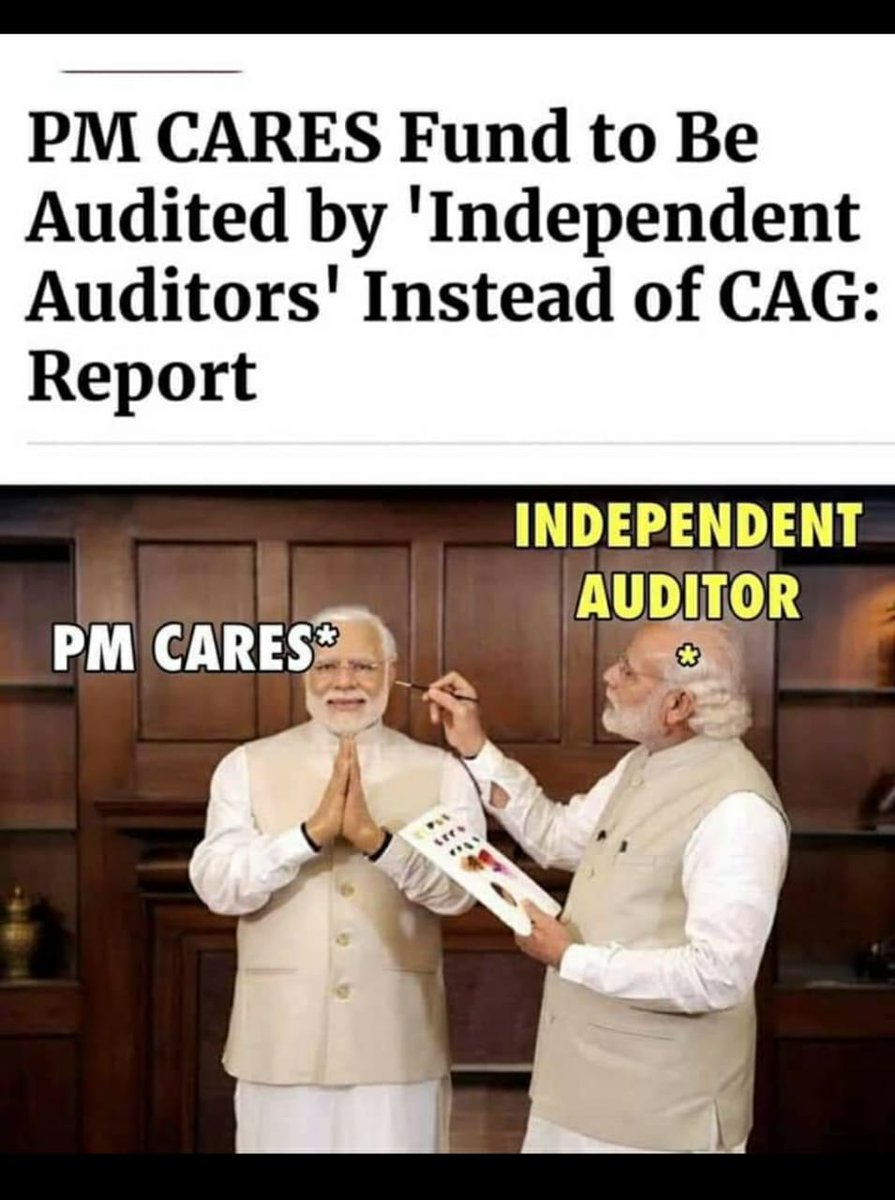 PM CARES Fund to Be
Audited by 'Independent
Auditors' Instead of CAG:
Report
INDEPENDENT
AUDITOR
*
PM CARES*